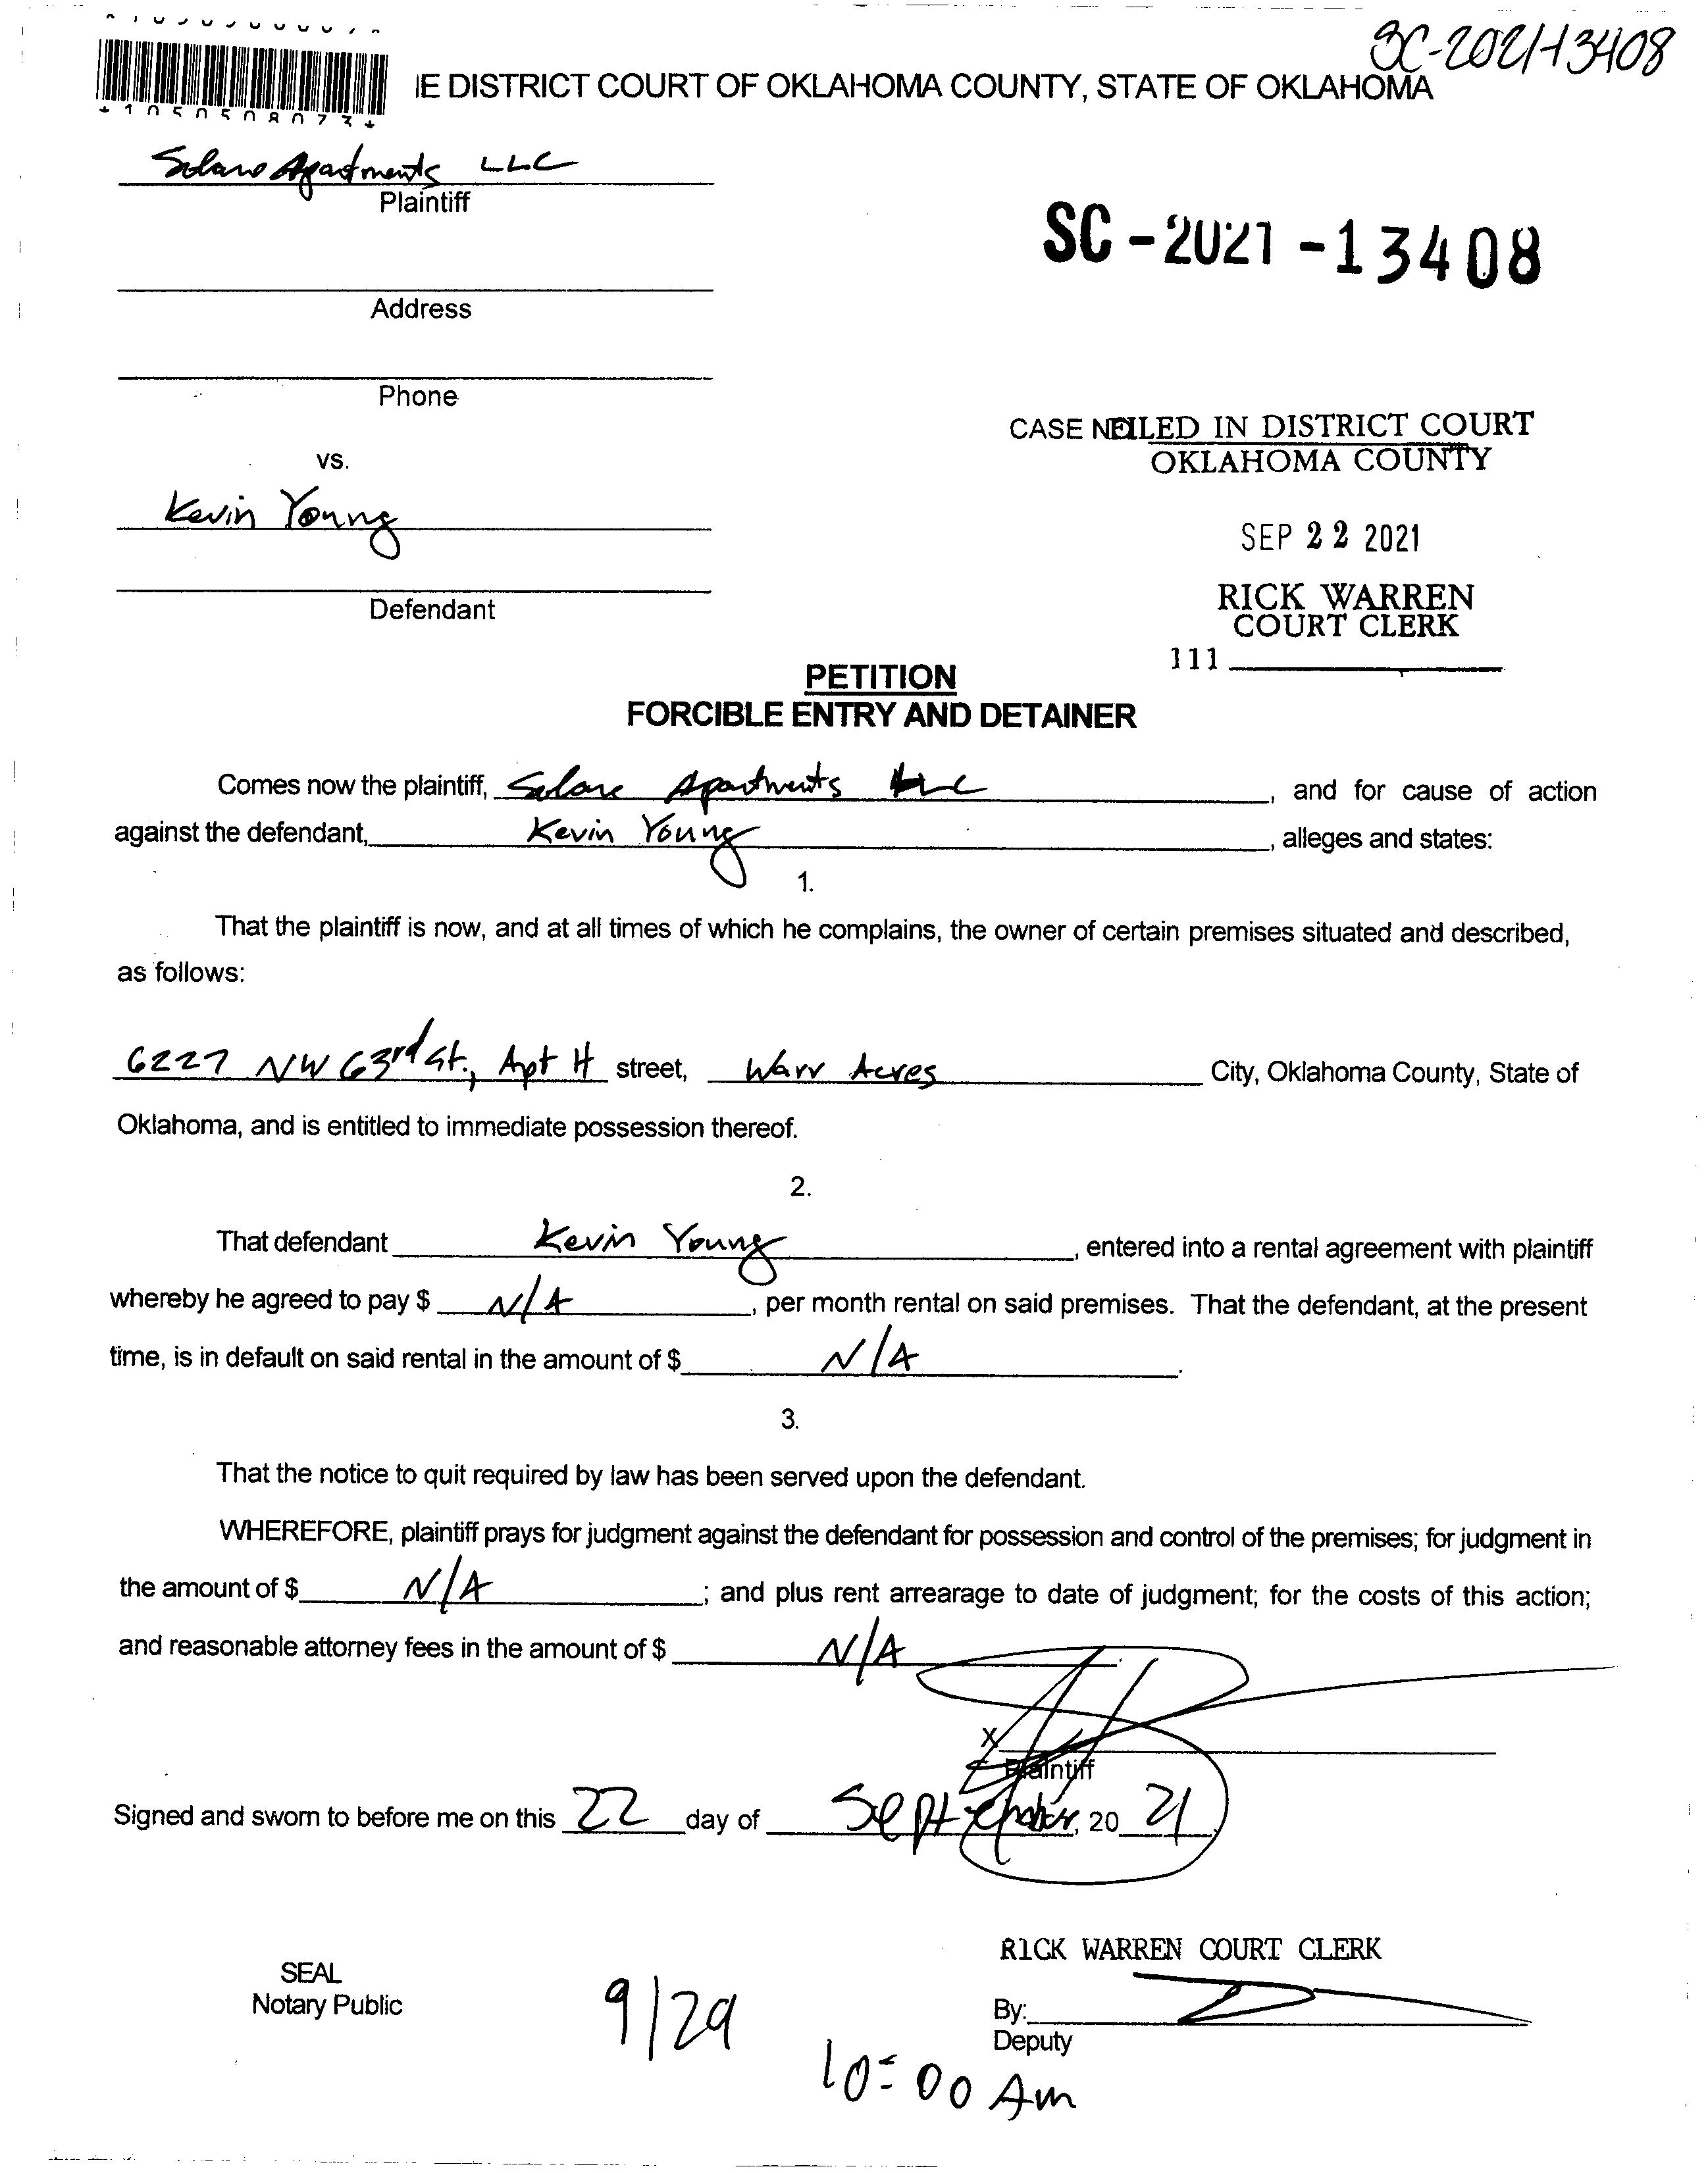 SC-2021-13408
IE DISTRICT COURT OF OKLAHOMA COUNTY, STATE OF OKLAHOMA
*1050508073*
Solare Apartments LLC
Plaintiff
SC-2021-13408
Address
Phone
CASE NO
FILED IN DISTRICT COURT
OKLAHOMA COUNTY
vs.
Kevin Young
SEP 22 2021
Defendant
RICK WARREN
COURT CLERK
111
PETITION
FORCIBLE ENTRY AND DETAINER
Comes now the plaintiff, Solare Apartments LLC, and for cause of action
against the defendant, Kevin Young, alleges and states:
1.
That the plaintiff is now, and at all times of which he complains, the owner of certain premises situated and described,
as follows:
6227 NW 63rd St., Apt H street, Warr Acres City, Oklahoma County, State of
Oklahoma, and is entitled to immediate possession thereof.
2.
That defendant Kevin Young, entered into a rental agreement with plaintiff
whereby he agreed to pay $ N/A, per month rental on said premises. That the defendant, at the present
time, is in default on said rental in the amount of $ N/A.
3.
That the notice to quit required by law has been served upon the defendant.
WHEREFORE, plaintiff prays for judgment against the defendant for possession and control of the premises; for judgment in
the amount of $ N/A; and plus rent arrearage to date of judgment; for the costs of this action;
and reasonable attorney fees in the amount of $ N/A
X
Plaintiff
Signed and sworn to before me on this 22 day of September, 20 21.
RICK WARREN COURT CLERK
SEAL
Notary Public
9/29
By:
Deputy
10:00 Am